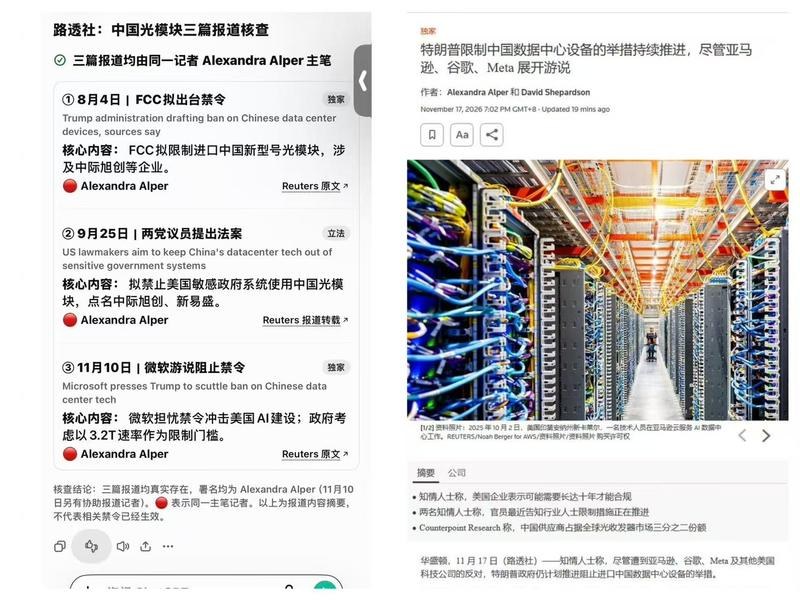 路透社：中国光模块三篇报道核查
三篇报道均由同一记者 Alexandra Alper 主笔
① 8月4日 | FCC拟出台禁令
独家
Trump administration drafting ban on Chinese data center
devices, sources say
核心内容： FCC拟限制进口中国新型号光模块，涉
及中际旭创等企业。
Alexandra Alper
Reuters 原文
② 9月25日 | 两党议员提出法案
立法
US lawmakers aim to keep China's datacenter tech out of
sensitive government systems
核心内容： 拟禁止美国敏感政府系统使用中国光模
块，点名中际旭创、新易盛。
Alexandra Alper
Reuters 报道转载
③ 11月10日 | 微软游说阻止禁令
独家
Microsoft presses Trump to scuttle ban on Chinese data
center tech
核心内容： 微软担忧禁令冲击美国AI建设；政府考
虑以3.2T速率作为限制门槛。
Alexandra Alper
Reuters 原文
核查结论：三篇报道均真实存在，署名均为 Alexandra Alper (11月10
日另有协助报道记者)。 表示同一主笔记者。以上为报道内容摘要，
不代表相关禁令已经生效。
独家
特朗普限制中国数据中心设备的举措持续推进，尽管亚马
逊、谷歌、Meta 展开游说
作者： Alexandra Alper 和 David Shepardson
November 17, 2026 7:02 PM GMT+8 · Updated 19 mins ago
Aa
[1/2] 资料照片：2025 年 10 月 2 日，美国印第安纳州新卡莱尔，一名技术人员在亚马逊云服务 AI 数据中
心工作。REUTERS/Noah Berger for AWS/资料照片/资料照片 购买许可权
摘要
公司
知情人士称，美国企业表示可能需要长达十年才能合规
两名知情人士称，官员最近告知行业人士限制措施正在推进
Counterpoint Research 称，中国供应商占据全球光收发器市场三分之二份额
华盛顿，11 月 17 日（路透社）——知情人士称，尽管遭到亚马逊、谷歌、Meta 及其他美国
科技公司的反对，特朗普政府仍计划推进阻止进口中国数据中心设备的举措。